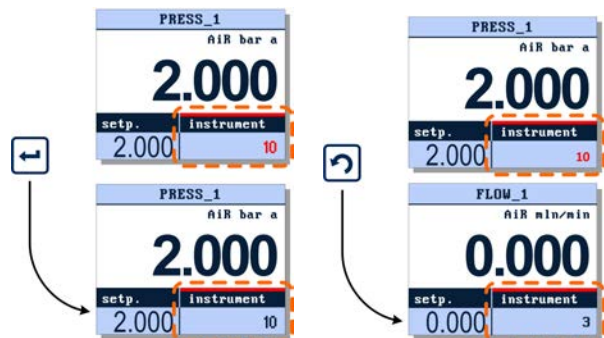 PRESS_1
AiR bar a
2.000
setp. instrument
2.000 10
PRESS_1
AiR bar a
2.000
setp. instrument
2.000 10
PRESS_1
AiR bar a
2.000
setp. instrument
2.000 10
FLOW_1
AiR mln/min
0.000
setp. instrument
0.000 3